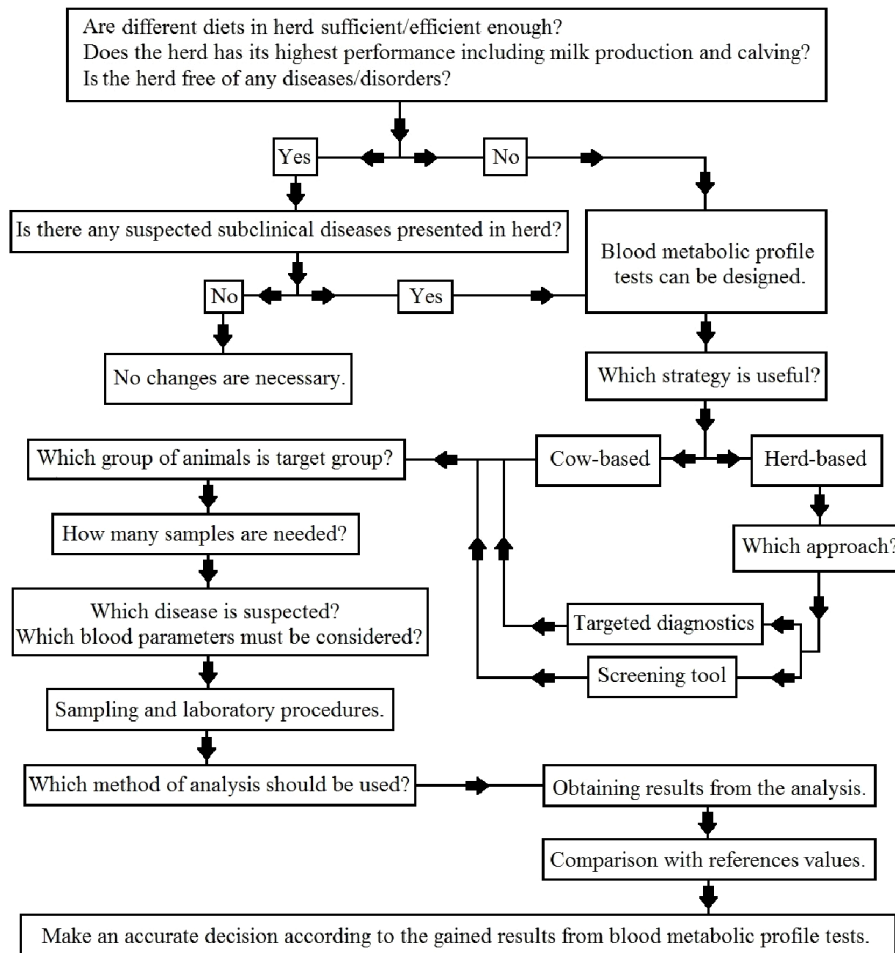 Are different diets in herd sufficient/efficient enough?
Does the herd has its highest performance including milk production and calving?
Is the herd free of any diseases/disorders?
Yes
No
Is there any suspected subclinical diseases presented in herd?
Blood metabolic profile
tests can be designed.
No
Yes
No changes are necessary.
Which strategy is useful?
Which group of animals is target group?
Cow-based
Herd-based
How many samples are needed?
Which approach?
Which disease is suspected?
Which blood parameters must be considered?
Targeted diagnostics
Screening tool
Sampling and laboratory procedures.
Which method of analysis should be used?
Obtaining results from the analysis.
Comparison with references values.
Make an accurate decision according to the gained results from blood metabolic profile tests.